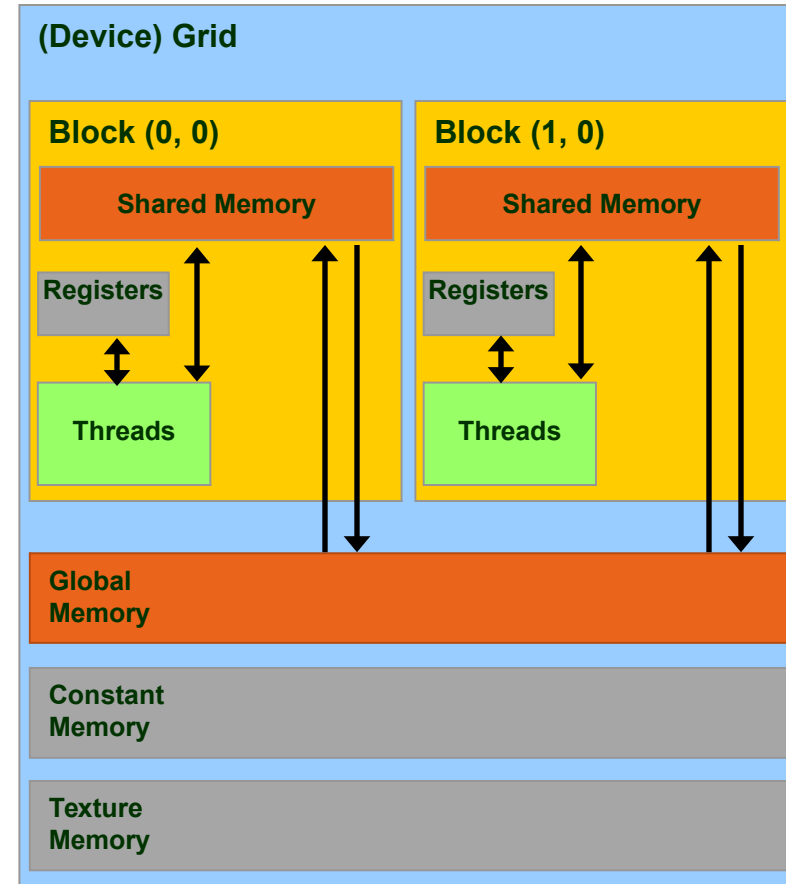 (Device) Grid
Block (0, 0)
Shared Memory
Registers
Threads
Block (1, 0)
Shared Memory
Registers
Threads
Global
Memory
Constant
Memory
Texture
Memory